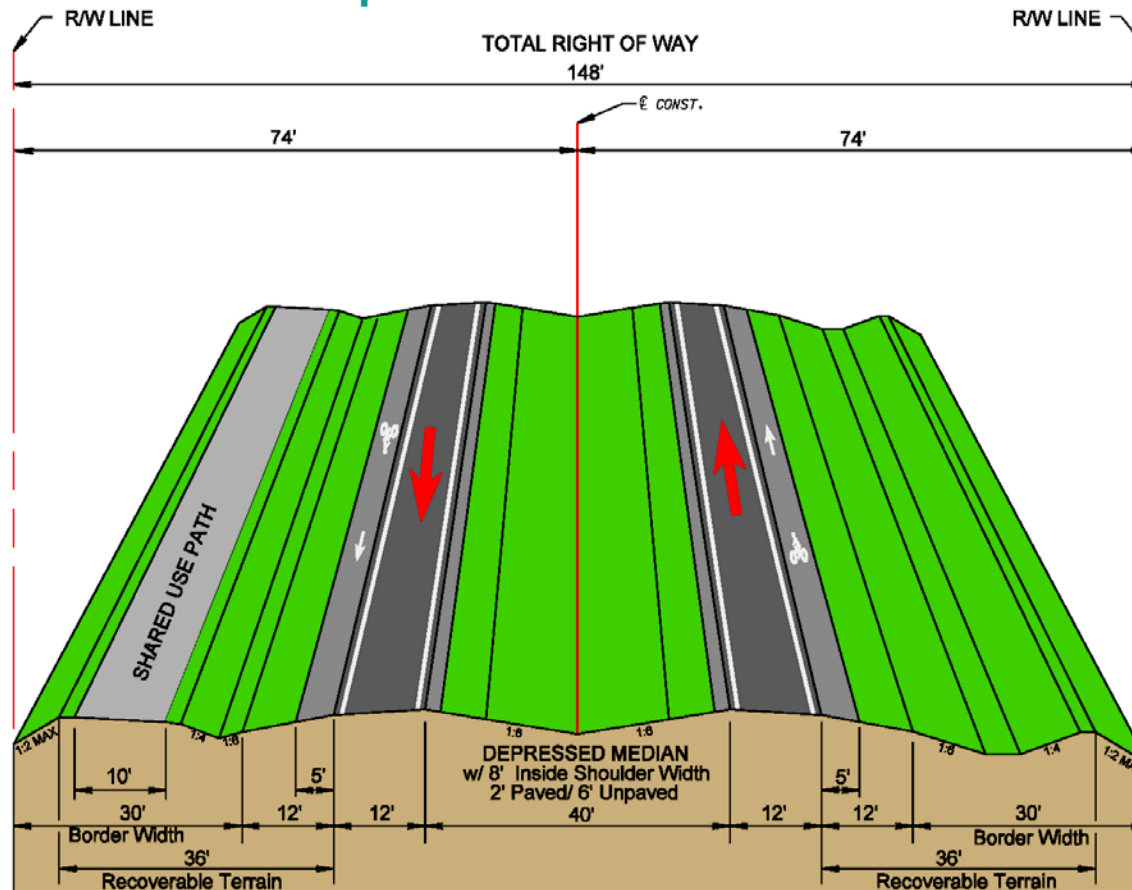 R/W LINE
R/W LINE
TOTAL RIGHT OF WAY
148'
℄ CONST.
74'
74'
SHARED USE PATH
1:2 MAX
1:4
1:6
1:6
1:6
1:6
1:4
DEPRESSED MEDIAN
w/ 8' Inside Shoulder Width
2' Paved/ 6' Unpaved
10'
5'
5'
30'
12'
12'
40'
12'
12'
30'
Border Width
Border Width
36'
36'
Recoverable Terrain
Recoverable Terrain